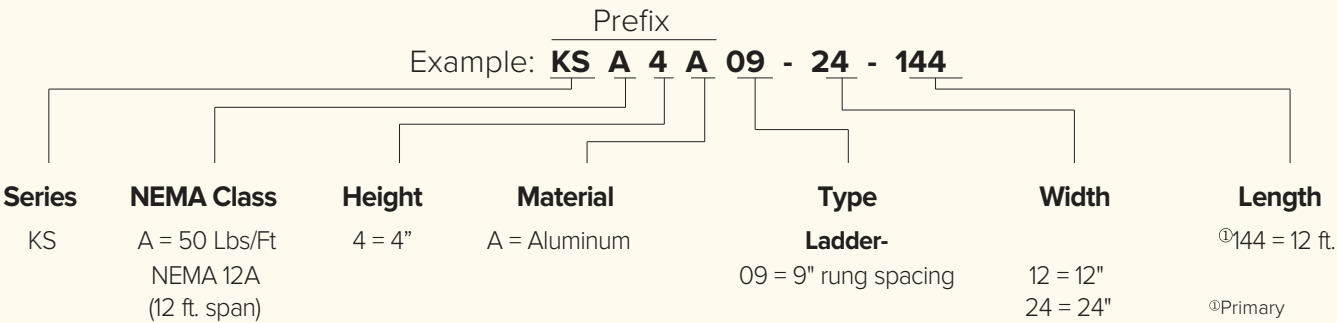 Prefix
Example: KS A 4 A 09 - 24 - 144
Series NEMA Class Height Material Type Width Length
KS A = 50 Lbs/Ft 4 = 4” A = Aluminum Ladder- ①144 = 12 ft.
NEMA 12A 09 = 9" rung spacing 12 = 12"
(12 ft. span) 24 = 24" ①Primary